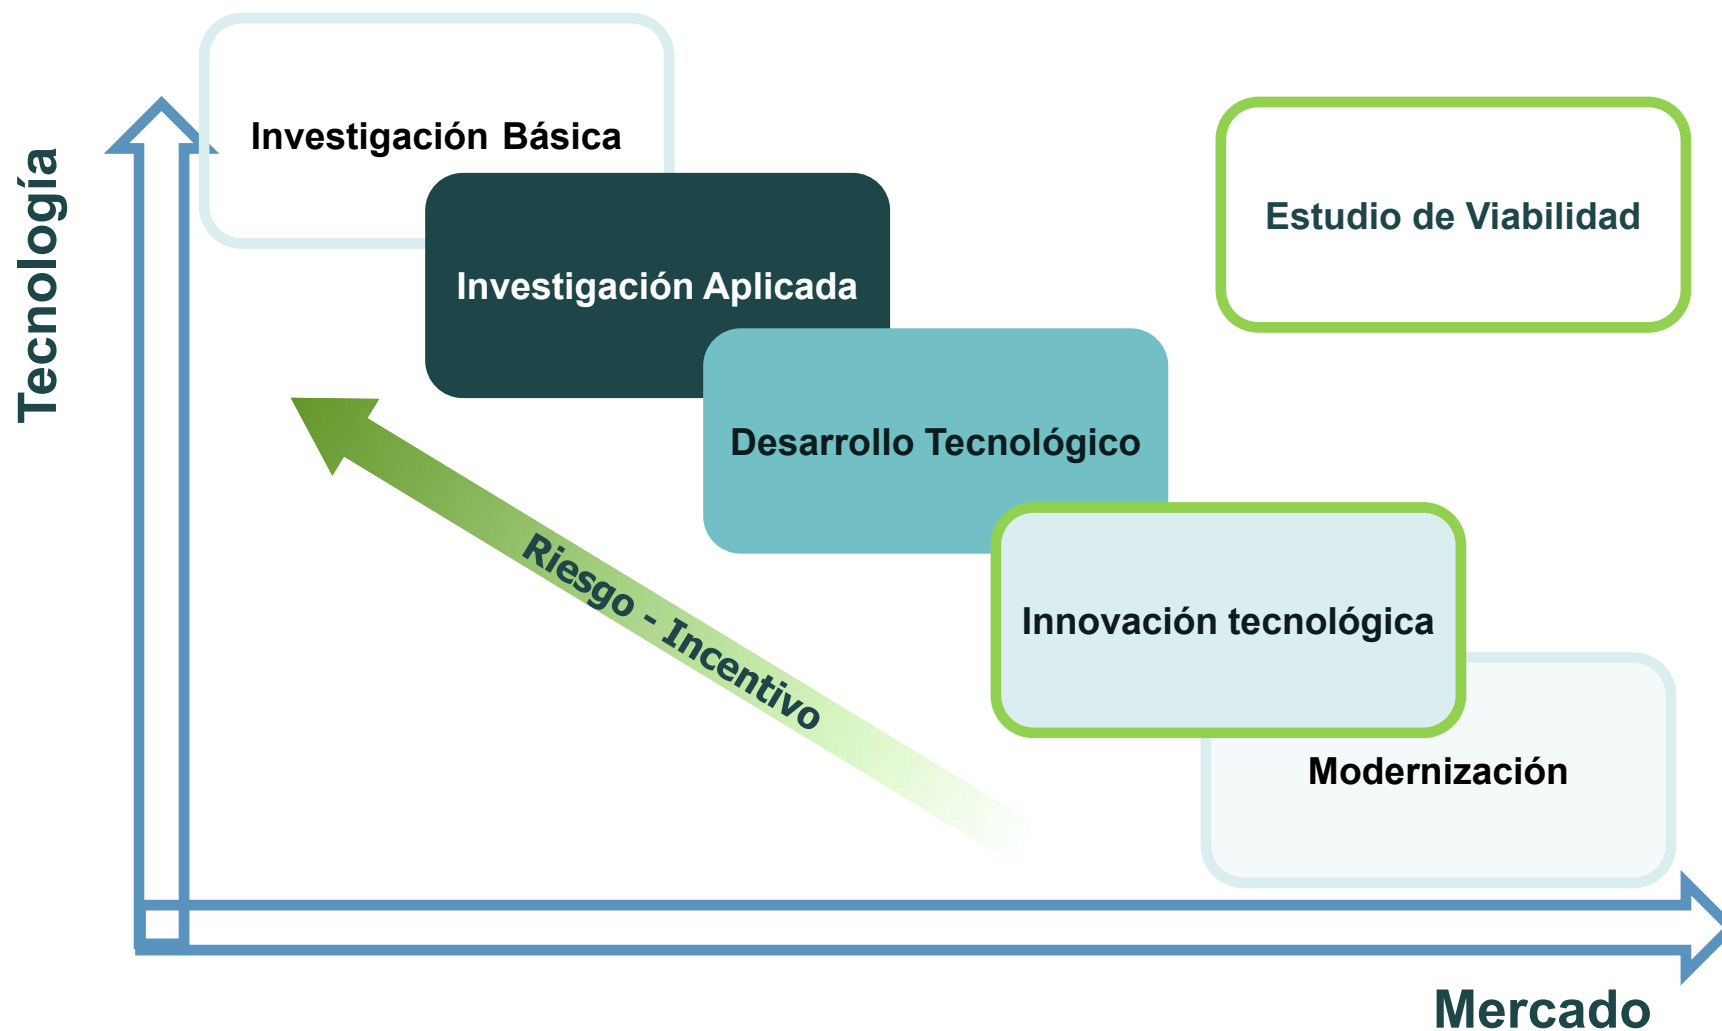 Tecnología
Investigación Básica
Investigación Aplicada
Desarrollo Tecnológico
Innovación tecnológica
Modernización
Estudio de Viabilidad
Riesgo - Incentivo
Mercado